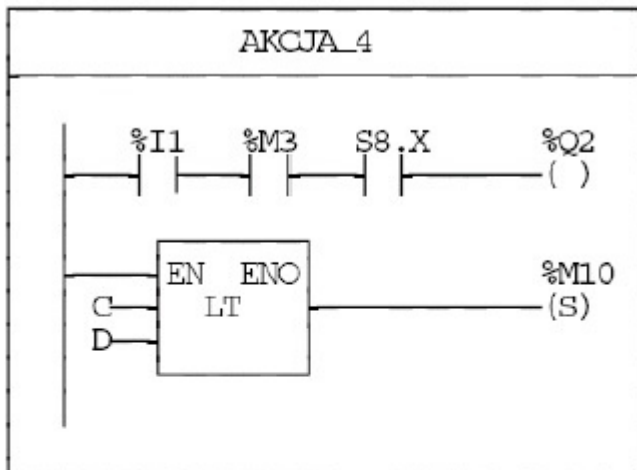 AKCJA_4
%I1 %M3 S8.X %Q2
( )
EN ENO %M10
C LT (S)
D